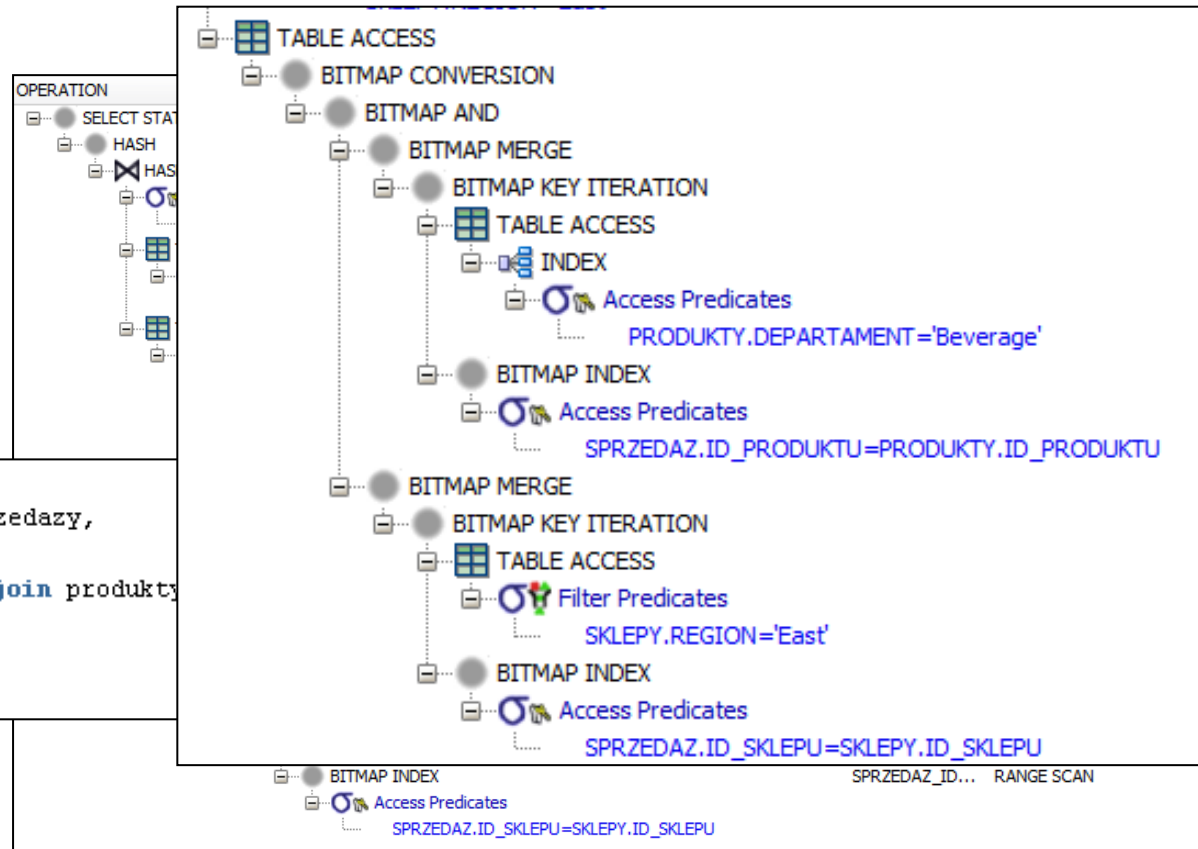 TABLE ACCESS
BITMAP CONVERSION
BITMAP AND
BITMAP MERGE
BITMAP KEY ITERATION
TABLE ACCESS
INDEX
Access Predicates
PRODUKTY.DEPARTAMENT='Beverage'
BITMAP INDEX
Access Predicates
SPRZEDAZ.ID_PRODUKTU=PRODUKTY.ID_PRODUKTU
BITMAP MERGE
BITMAP KEY ITERATION
TABLE ACCESS
Filter Predicates
SKLEPY.REGION='East'
BITMAP INDEX
Access Predicates
SPRZEDAZ.ID_SKLEPU=SKLEPY.ID_SKLEPU
OPERATION
SELECT STAT
HASH
HAS
zedazy,
join produkty
BITMAP INDEX SPRZEDAZ_ID... RANGE SCAN
Access Predicates
SPRZEDAZ.ID_SKLEPU=SKLEPY.ID_SKLEPU